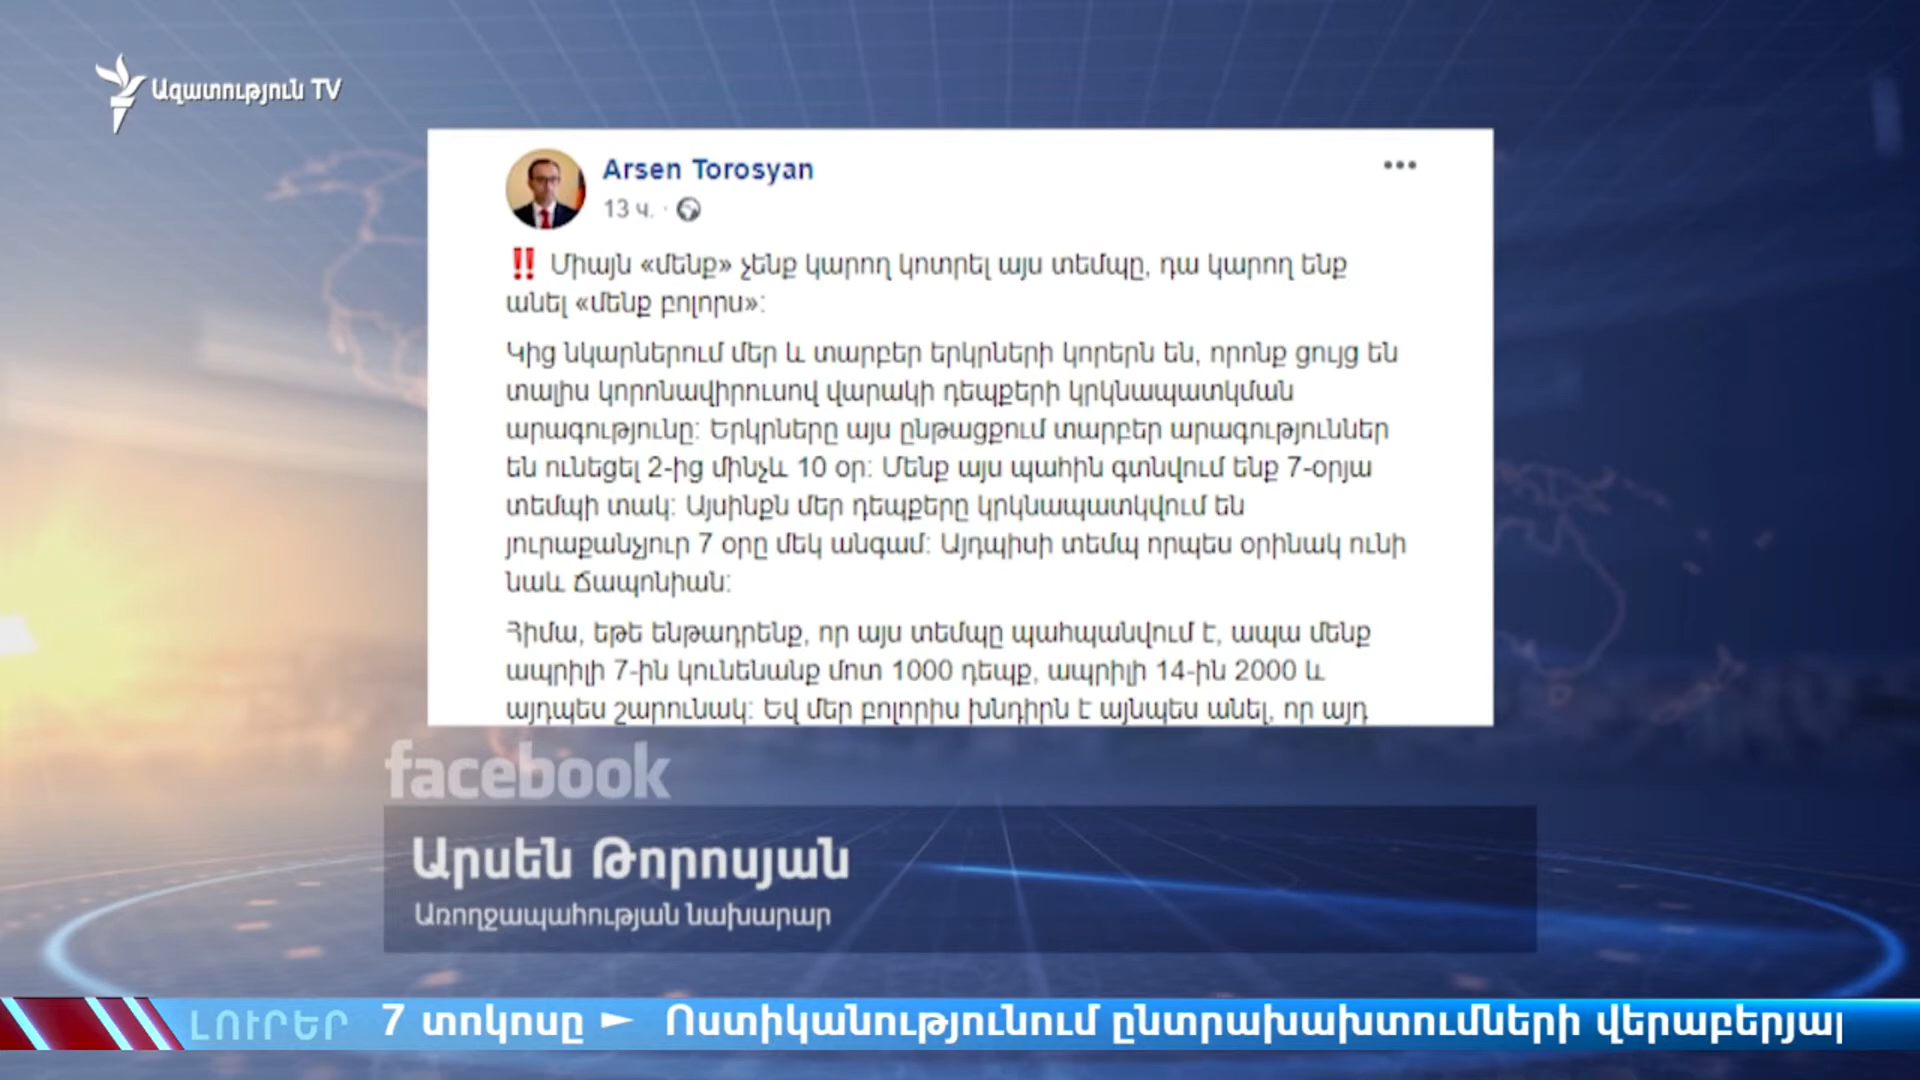 Ազատություն TV
Arsen Torosyan
13 ч.
‼ Միայն «մենք» չենք կարող կոտրել այս տեմպը, դա կարող ենք
անել «մենք բոլորս»:
Կից նկարներում մեր և տարբեր երկրների կորերն են, որոնք ցույց են
տալիս կորոնավիրուսով վարակի դեպքերի կրկնապատկման
արագությունը: Երկրները այս ընթացքում տարբեր արագություններ
են ունեցել 2-ից մինչև 10 օր: Մենք այս պահին գտնվում ենք 7-օրյա
տեմպի տակ: Այսինքն մեր դեպքերը կրկնապատկվում են
յուրաքանչյուր 7 օրը մեկ անգամ: Այդպիսի տեմպ որպես օրինակ ունի
նաև Ճապոնիան:
Հիմա, եթե ենթադրենք, որ այս տեմպը պահպանվում է, ապա մենք
ապրիլի 7-ին կունենանք մոտ 1000 դեպք, ապրիլի 14-ին 2000 և
այդպես շարունակ: Եվ մեր բոլորիս խնդիրն է այնպես անել, որ այդ
facebook
Արսեն Թորոսյան
Առողջապահության նախարար
ԼՈՒՐԵՐ 7 տոկոսը ► Ոստիկանությունում ընտրախախտումների վերաբերյալ